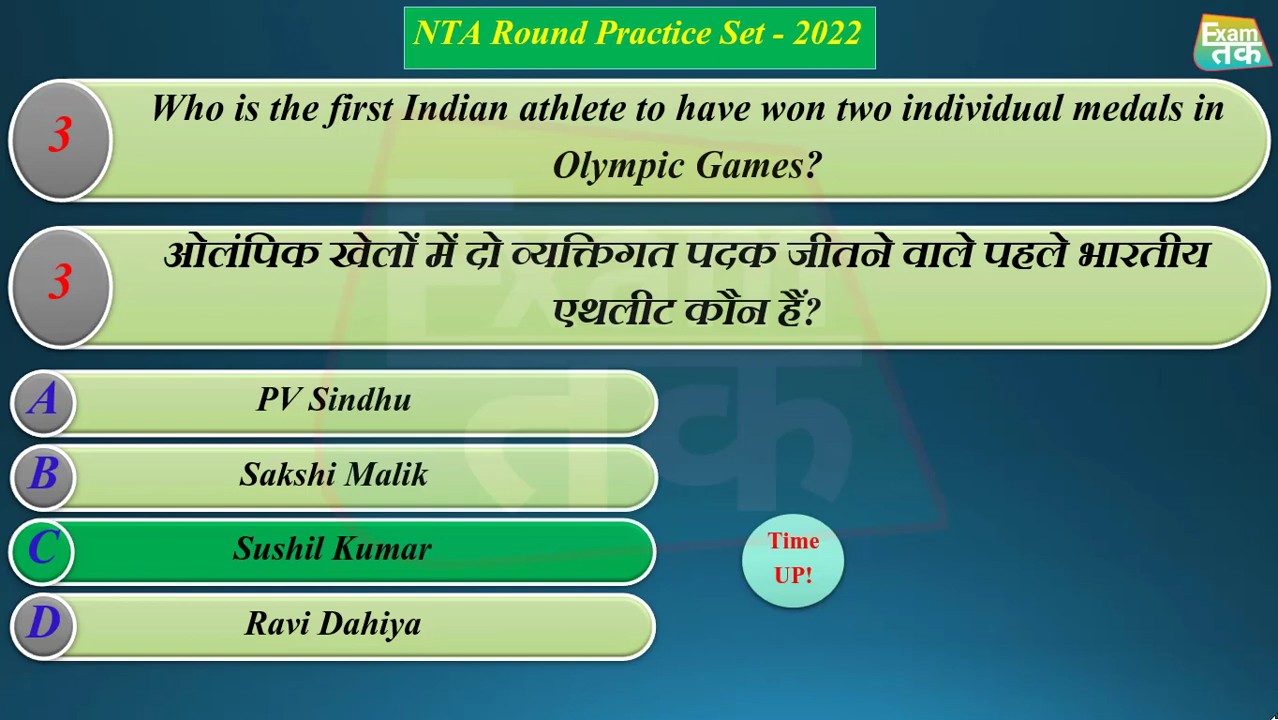 NTA Round Practice Set - 2022
Exam
तक
3
Who is the first Indian athlete to have won two individual medals in
Olympic Games?
3
ओलंपिक खेलों में दो व्यक्तिगत पदक जीतने वाले पहले भारतीय
एथलीट कौन हैं?
A
PV Sindhu
B
Sakshi Malik
C
Sushil Kumar
D
Ravi Dahiya
Time
UP!
Exam
तक